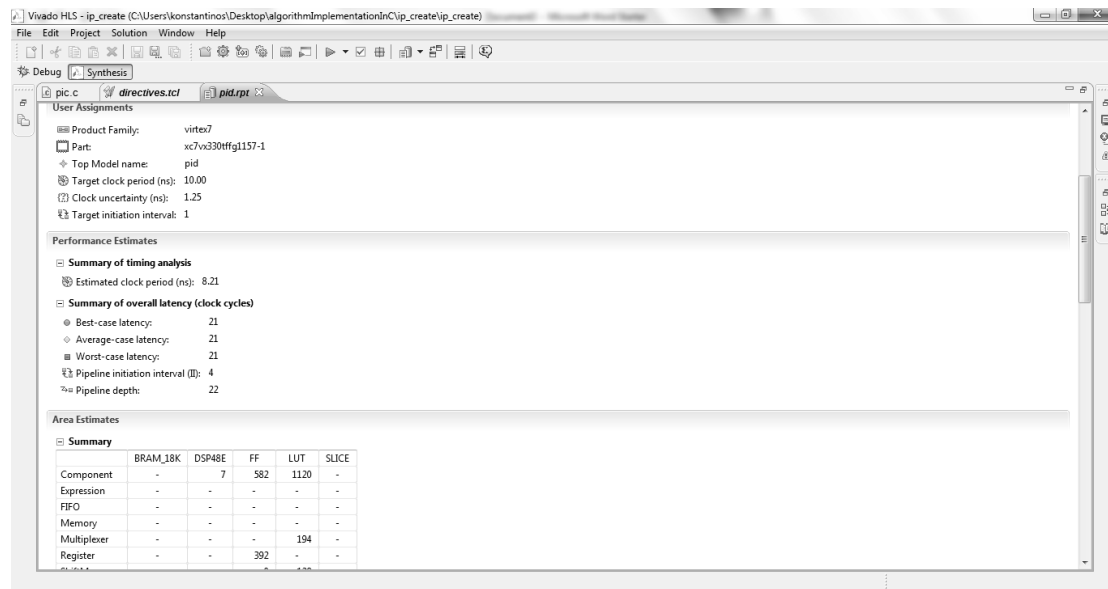 Vivado HLS - ip_create (C:\Users\konstantinos\Desktop\algorithmImplementationInC\ip_create\ip_create)
File Edit Project Solution Window Help
Debug Synthesis
pic.c directives.tcl pid.rpt
User Assignments
Product Family: virtex7
Part: xc7vx330tffg1157-1
Top Model name: pid
Target clock period (ns): 10.00
Clock uncertainty (ns): 1.25
Target initiation interval: 1
Performance Estimates
Summary of timing analysis
Estimated clock period (ns): 8.21
Summary of overall latency (clock cycles)
Best-case latency: 21
Average-case latency: 21
Worst-case latency: 21
Pipeline initiation interval (II): 4
Pipeline depth: 22
Area Estimates
Summary
BRAM_18K DSP48E FF LUT SLICE
Component - 7 582 1120 -
Expression - - - - -
FIFO - - - - -
Memory - - - - -
Multiplexer - - - 194 -
Register - - 392 - -